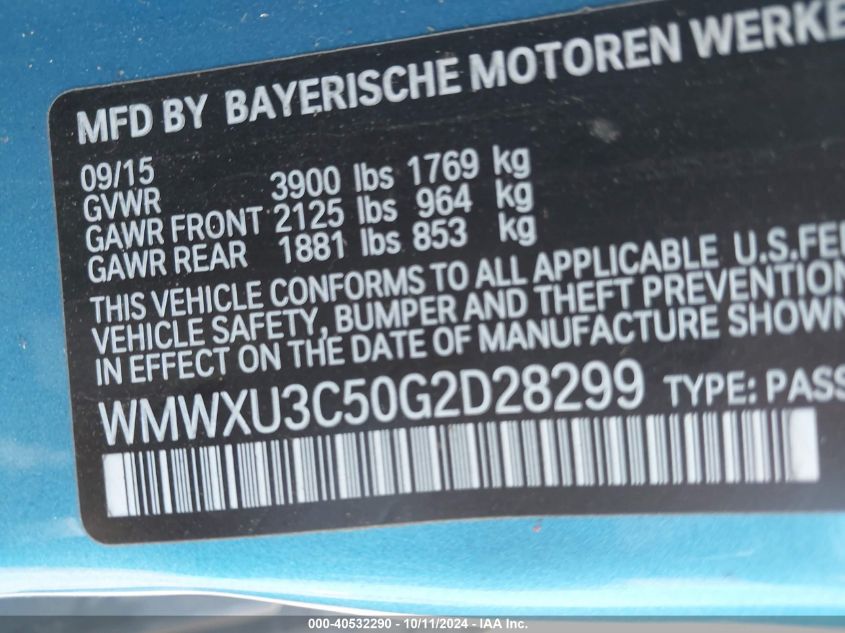 MFD BY BAYERISCHE MOTOREN WERKE
09/15
GVWR 3900 lbs 1769 kg
GAWR FRONT 2125 lbs 964 kg
GAWR REAR 1881 lbs 853 kg
THIS VEHICLE CONFORMS TO ALL APPLICABLE U.S.FE
VEHICLE SAFETY, BUMPER AND THEFT PREVENTION
IN EFFECT ON THE DATE OF MANUFACTURE SHOWN
WMWXU3C50G2D28299 TYPE: PASS
000-40532290 - 10/11/2024 - IAA Inc.